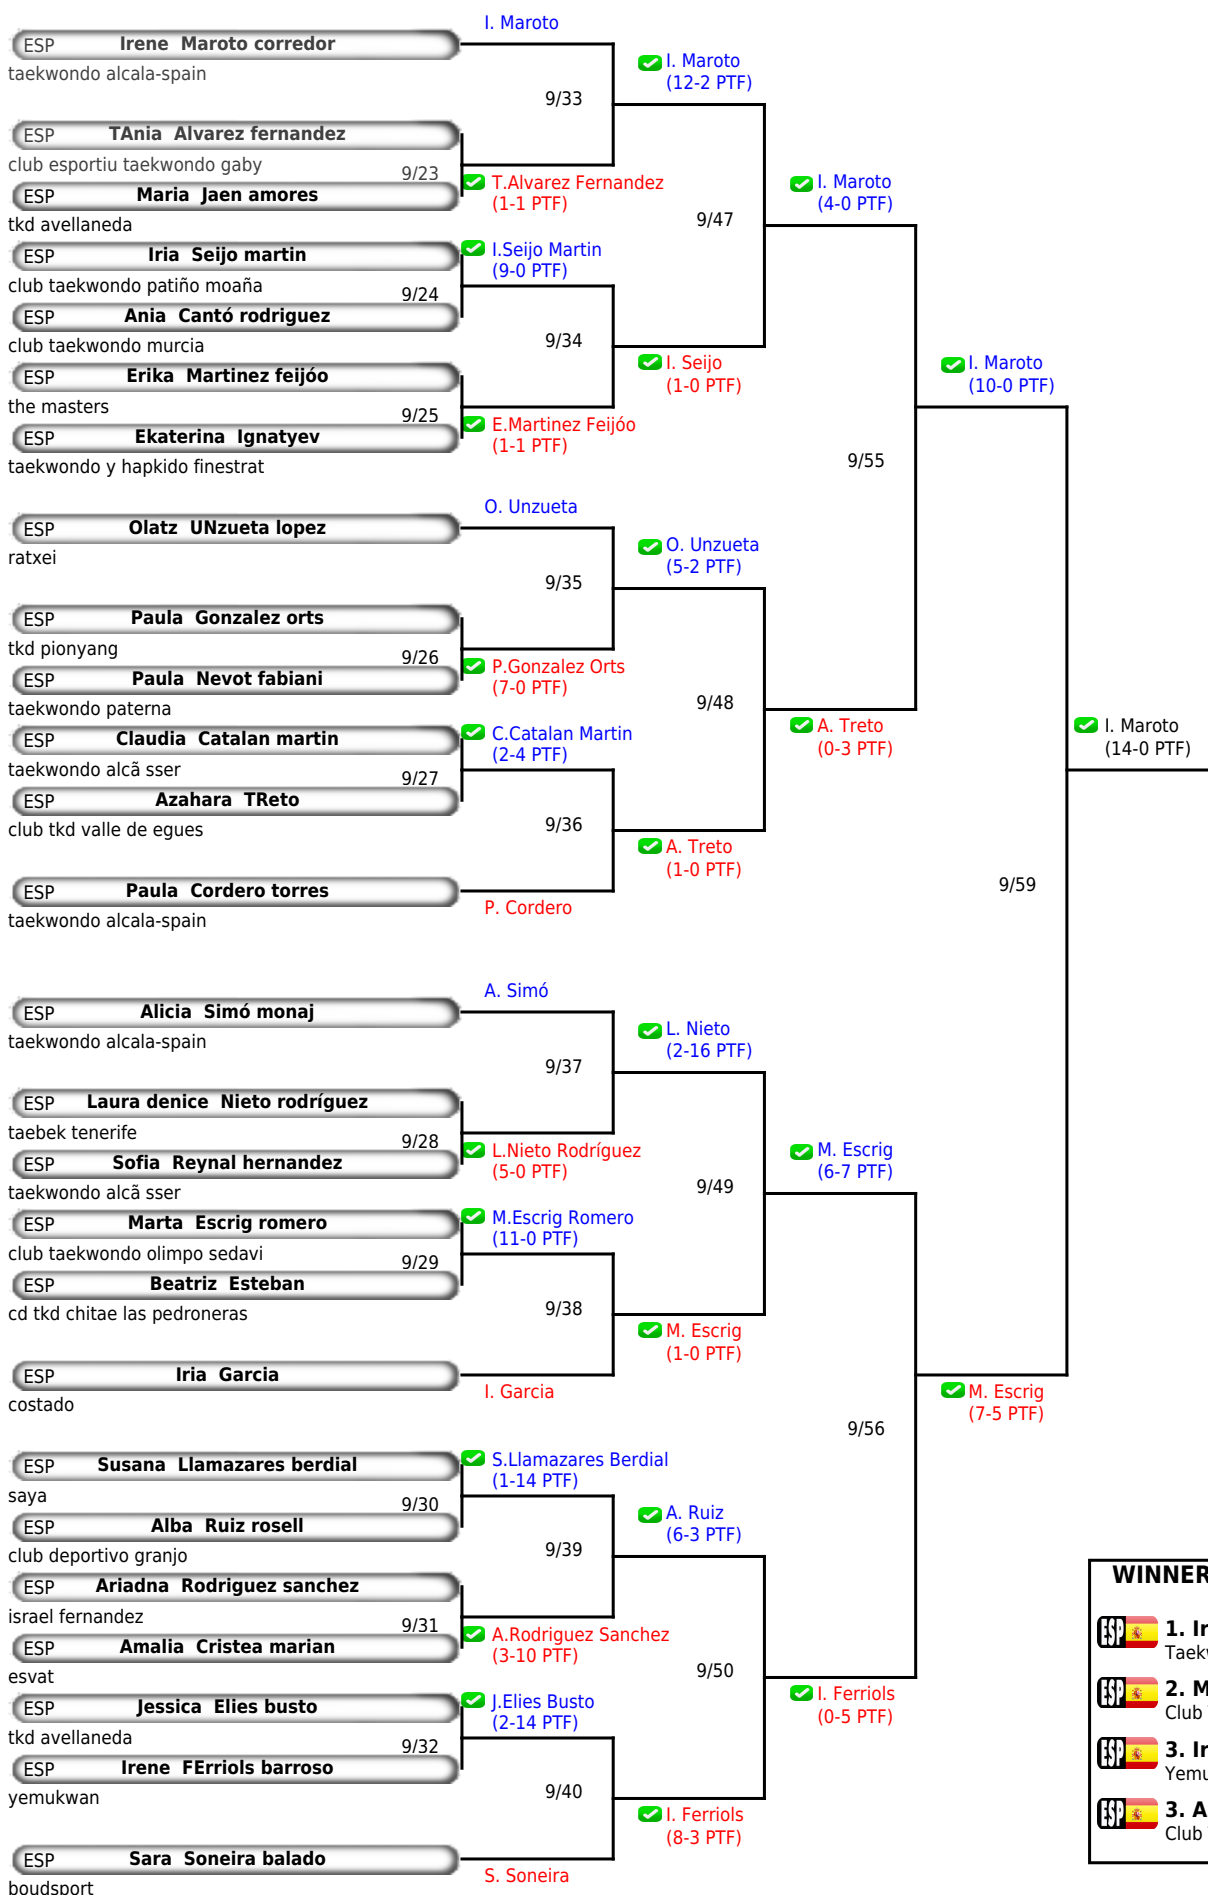 I. Maroto
ESP Irene Maroto corredor
taekwondo alcala-spain
I. Maroto
(12-2 PTF)
9/33
ESP TAnia Alvarez fernandez
club esportiu taekwondo gaby
9/23
T.Alvarez Fernandez
(1-1 PTF)
ESP Maria Jaen amores
tkd avellaneda
I. Maroto
(4-0 PTF)
9/47
ESP Iria Seijo martin
club taekwondo patiño moaña
I.Seijo Martin
(9-0 PTF)
9/24
ESP Ania Cantó rodriguez
club taekwondo murcia
9/34
I. Seijo
(1-0 PTF)
ESP Erika Martinez feijóo
the masters
9/25
E.Martinez Feijóo
(1-1 PTF)
ESP Ekaterina Ignatyev
taekwondo y hapkido finestrat
I. Maroto
(10-0 PTF)
9/55
O. Unzueta
ESP Olatz UNzueta lopez
ratxei
O. Unzueta
(5-2 PTF)
9/35
ESP Paula Gonzalez orts
tkd pionyang
9/26
P.Gonzalez Orts
(7-0 PTF)
ESP Paula Nevot fabiani
taekwondo paterna
9/48
ESP Claudia Catalan martin
taekwondo alcã sser
C.Catalan Martin
(2-4 PTF)
9/27
A. Treto
(0-3 PTF)
I. Maroto
(14-0 PTF)
ESP Azahara TReto
club tkd valle de egues
9/36
A. Treto
(1-0 PTF)
ESP Paula Cordero torres
taekwondo alcala-spain
P. Cordero
9/59
A. Simó
ESP Alicia Simó monaj
taekwondo alcala-spain
L. Nieto
(2-16 PTF)
9/37
ESP Laura denice Nieto rodríguez
taebek tenerife
9/28
L.Nieto Rodríguez
(5-0 PTF)
ESP Sofia Reynal hernandez
taekwondo alcã sser
M. Escrig
(6-7 PTF)
9/49
ESP Marta Escrig romero
club taekwondo olimpo sedavi
M.Escrig Romero
(11-0 PTF)
9/29
ESP Beatriz Esteban
cd tkd chitae las pedroneras
9/38
M. Escrig
(1-0 PTF)
ESP Iria Garcia
costado
I. Garcia
M. Escrig
(7-5 PTF)
9/56
ESP Susana Llamazares berdial
saya
S.Llamazares Berdial
(1-14 PTF)
9/30
ESP Alba Ruiz rosell
club deportivo granjo
A. Ruiz
(6-3 PTF)
9/39
ESP Ariadna Rodriguez sanchez
israel fernandez
9/31
A.Rodriguez Sanchez
(3-10 PTF)
ESP Amalia Cristea marian
esvat
9/50
ESP Jessica Elies busto
tkd avellaneda
J.Elies Busto
(2-14 PTF)
9/32
I. Ferriols
(0-5 PTF)
ESP Irene FErriols barroso
yemukwan
9/40
I. Ferriols
(8-3 PTF)
ESP Sara Soneira balado
boudsport
S. Soneira
WINNER
ESP 1. Ir
Taekw
ESP 2. M
Club
ESP 3. Ir
Yemu
ESP 3. A
Club